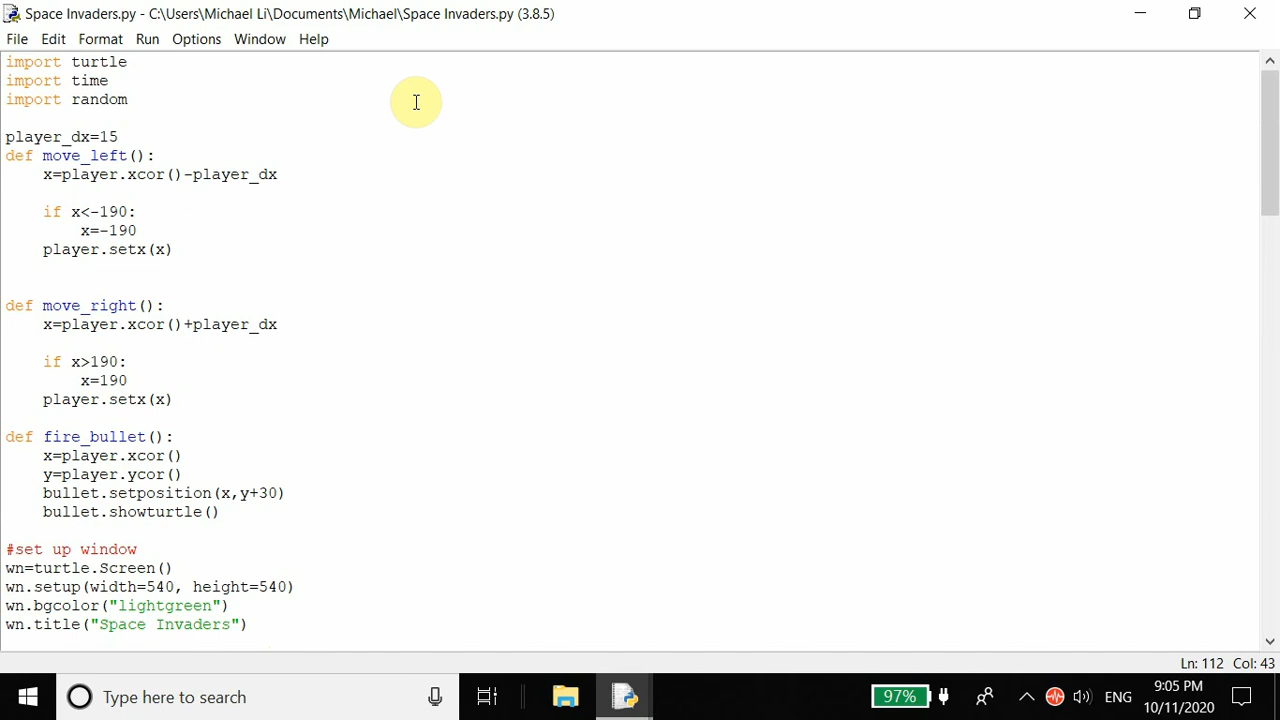 Space Invaders.py - C:\Users\Michael Li\Documents\Michael\Space Invaders.py (3.8.5)
File Edit Format Run Options Window Help
import turtle
import time
import random
player_dx=15
def move_left():
    x=player.xcor()-player_dx
    if x<-190:
        x=-190
    player.setx(x)
def move_right():
    x=player.xcor()+player_dx
    if x>190:
        x=190
    player.setx(x)
def fire_bullet():
    x=player.xcor()
    y=player.ycor()
    bullet.setposition(x,y+30)
    bullet.showturtle()
#set up window
wn=turtle.Screen()
wn.setup(width=540, height=540)
wn.bgcolor("lightgreen")
wn.title("Space Invaders")
Ln: 112 Col: 43
Type here to search
97%
ENG
9:05 PM
10/11/2020